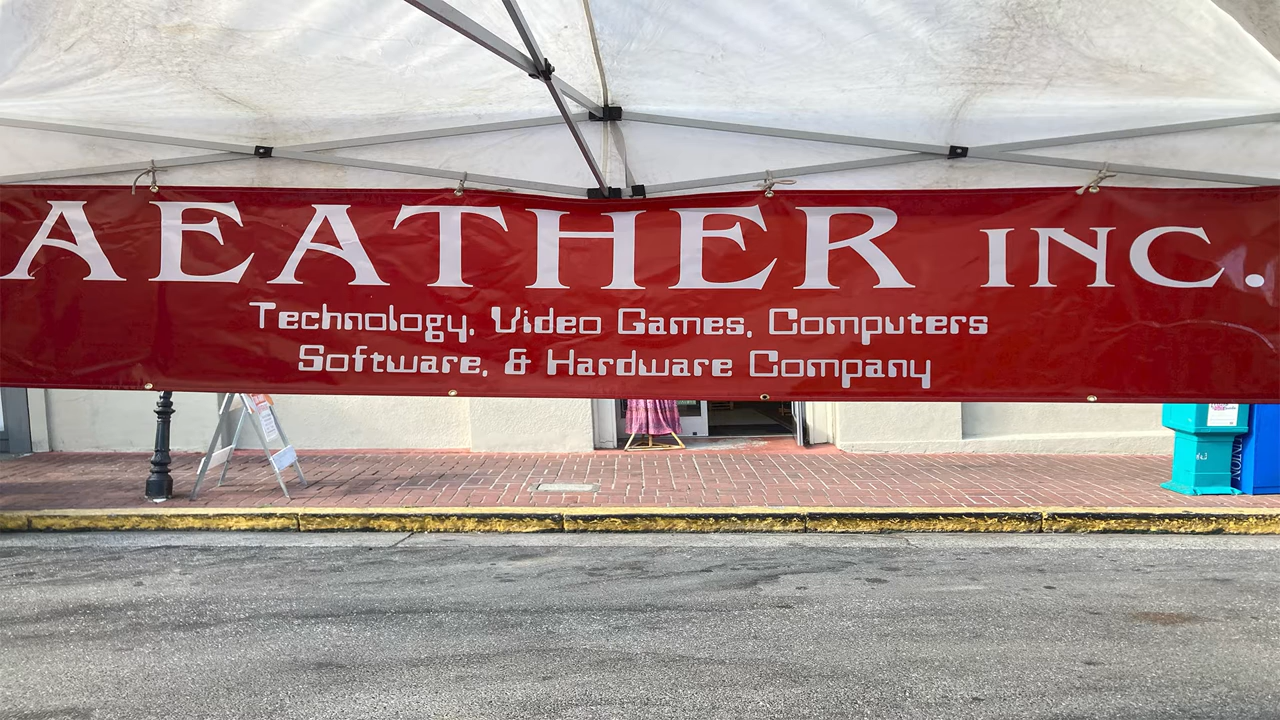 AEATHER INC.
Technology, Video Games, Computers
Software, & Hardware Company